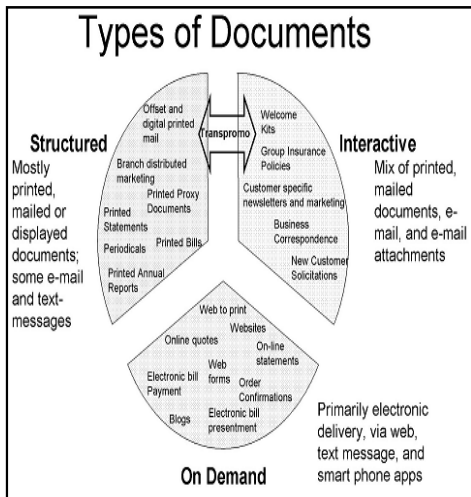 Types of Documents
Structured
Mostly
printed,
mailed or
displayed
documents;
some e-mail
and text-
messages
Offset and
digital printed
mail
Branch distributed
marketing
Printed Proxy
Documents
Printed
Statements
Printed Bills
Periodicals
Printed Annual
Reports
Transpromo
Welcome
Kits
Group Insurance
Policies
Customer specific
newsletters and marketing
Business
Correspondence
New Customer
Solicitations
Interactive
Mix of printed,
mailed
documents, e-
mail, and e-mail
attachments
Web to print
Websites
Online quotes
On-line
statements
Web
forms
Electronic bill
Payment
Order
Confirmations
Blogs
Electronic bill
presentment
On Demand
Primarily electronic
delivery, via web,
text message, and
smart phone apps